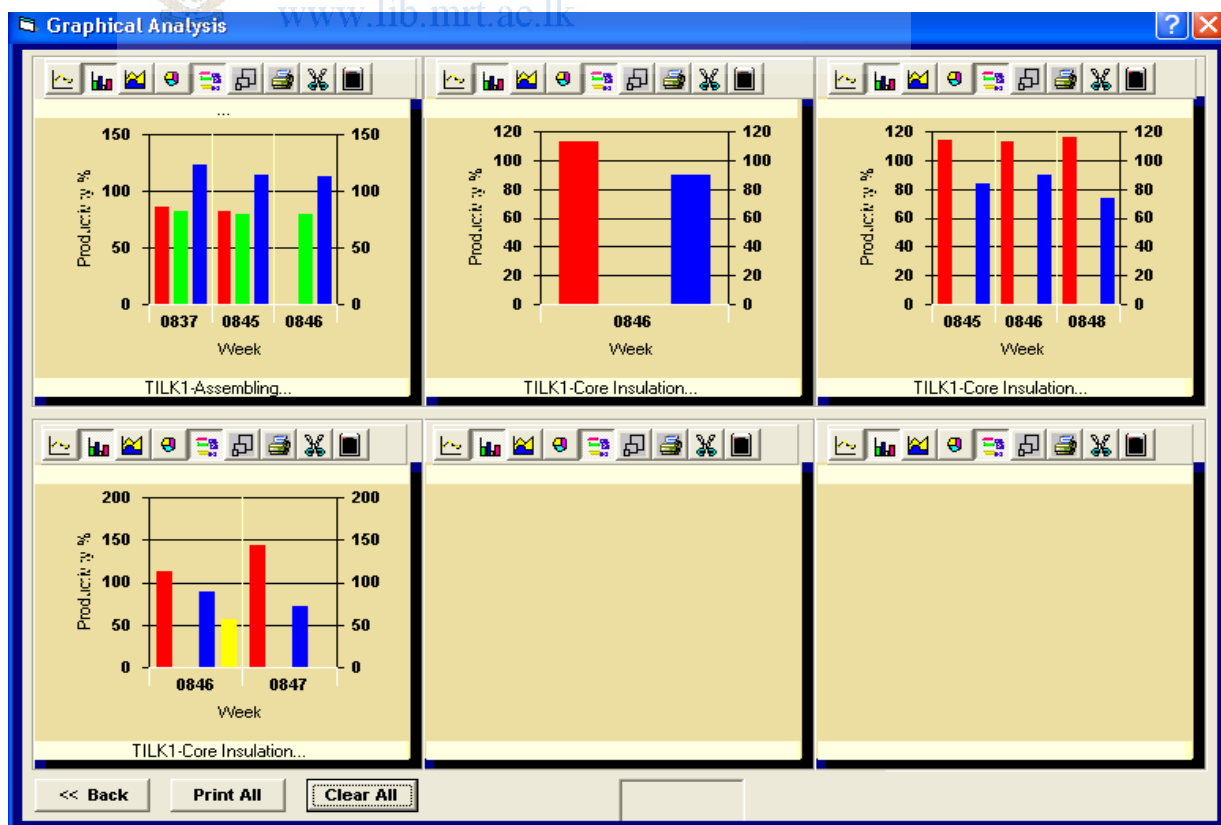 www.lib.mrt.ac.lk
Graphical Analysis
...
150 150
100 100
50 50
0 0
Productivity %
0837 0845 0846
Week
TILK1-Assembling...
120 120
100 100
80 80
60 60
40 40
20 20
0 0
Productivity %
0846
Week
TILK1-Core Insulation...
120 120
100 100
80 80
60 60
40 40
20 20
0 0
Productivity %
0845 0846 0848
Week
TILK1-Core Insulation...
200 200
150 150
100 100
50 50
0 0
Productivity %
0846 0847
Week
TILK1-Core Insulation...
<< Back Print All Clear All